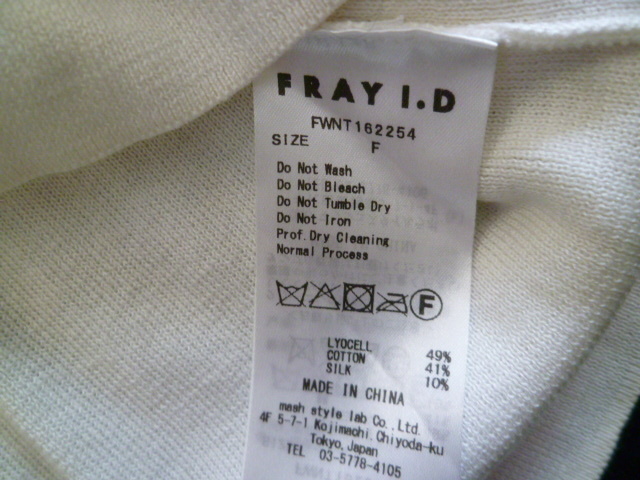 FRAY I.D
FWNT162254
SIZE F
Do Not Wash
Do Not Bleach
Do Not Tumble Dry
Do Not Iron
Prof.Dry Cleaning
Normal Process
F
LYOCELL 49%
COTTON 41%
SILK 10%
MADE IN CHINA
mash style lab Co.,Ltd.
4F 5-7-1 Kojimachi.Chiyoda-ku
Tokyo,Japan
TEL 03-5778-4105